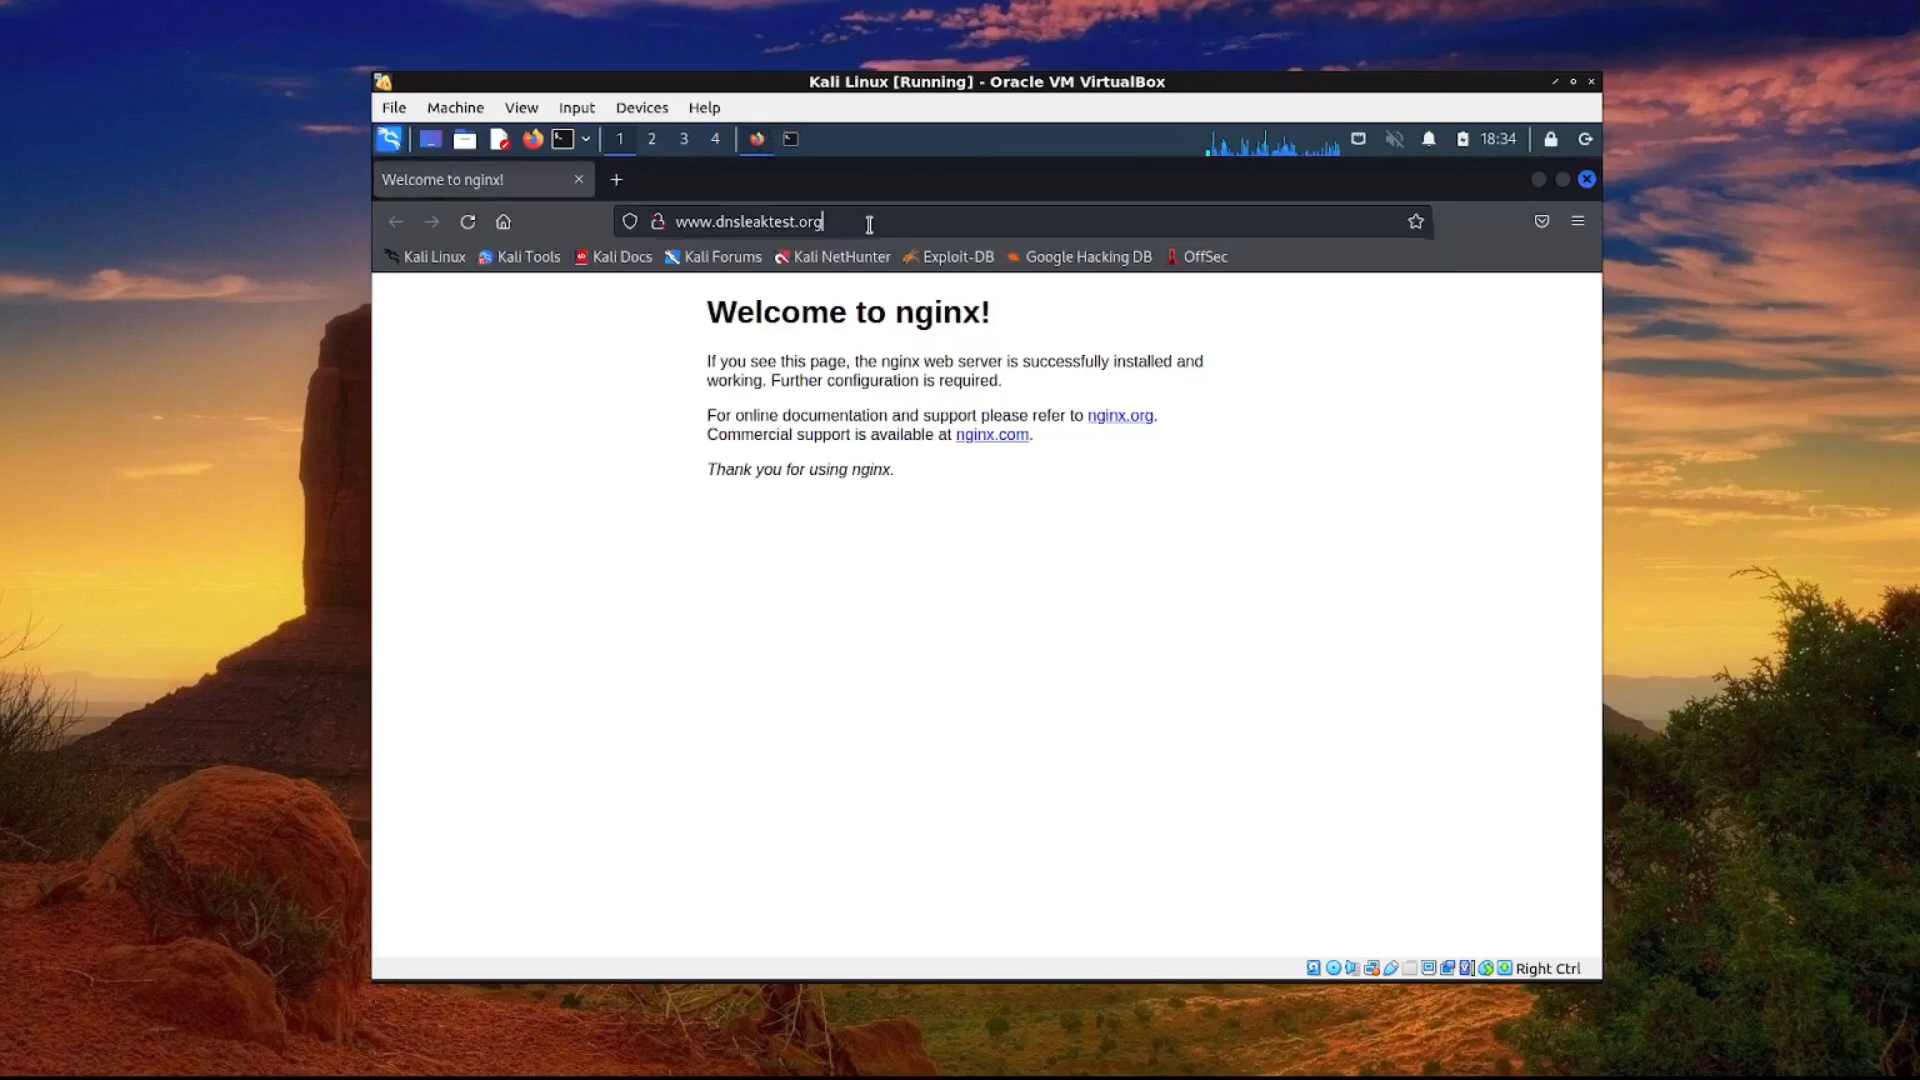 Kali Linux [Running] - Oracle VM VirtualBox
File Machine View Input Devices Help
1 2 3 4 18:34
Welcome to nginx!
www.dnsleaktest.org
Kali Linux Kali Tools Kali Docs Kali Forums Kali NetHunter Exploit-DB Google Hacking DB OffSec
Welcome to nginx!
If you see this page, the nginx web server is successfully installed and
working. Further configuration is required.
For online documentation and support please refer to nginx.org.
Commercial support is available at nginx.com.
Thank you for using nginx.
Right Ctrl